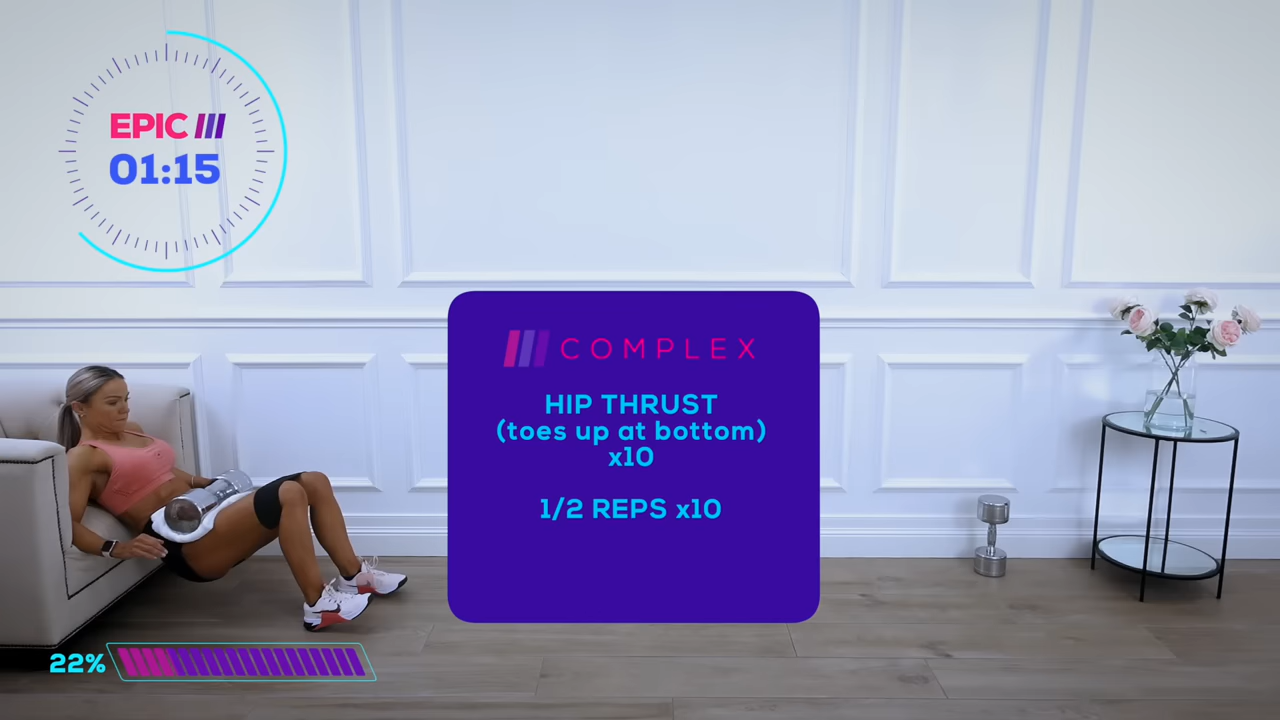 EPIC
01:15
COMPLEX
HIP THRUST
(toes up at bottom)
x10
1/2 REPS x10
22%